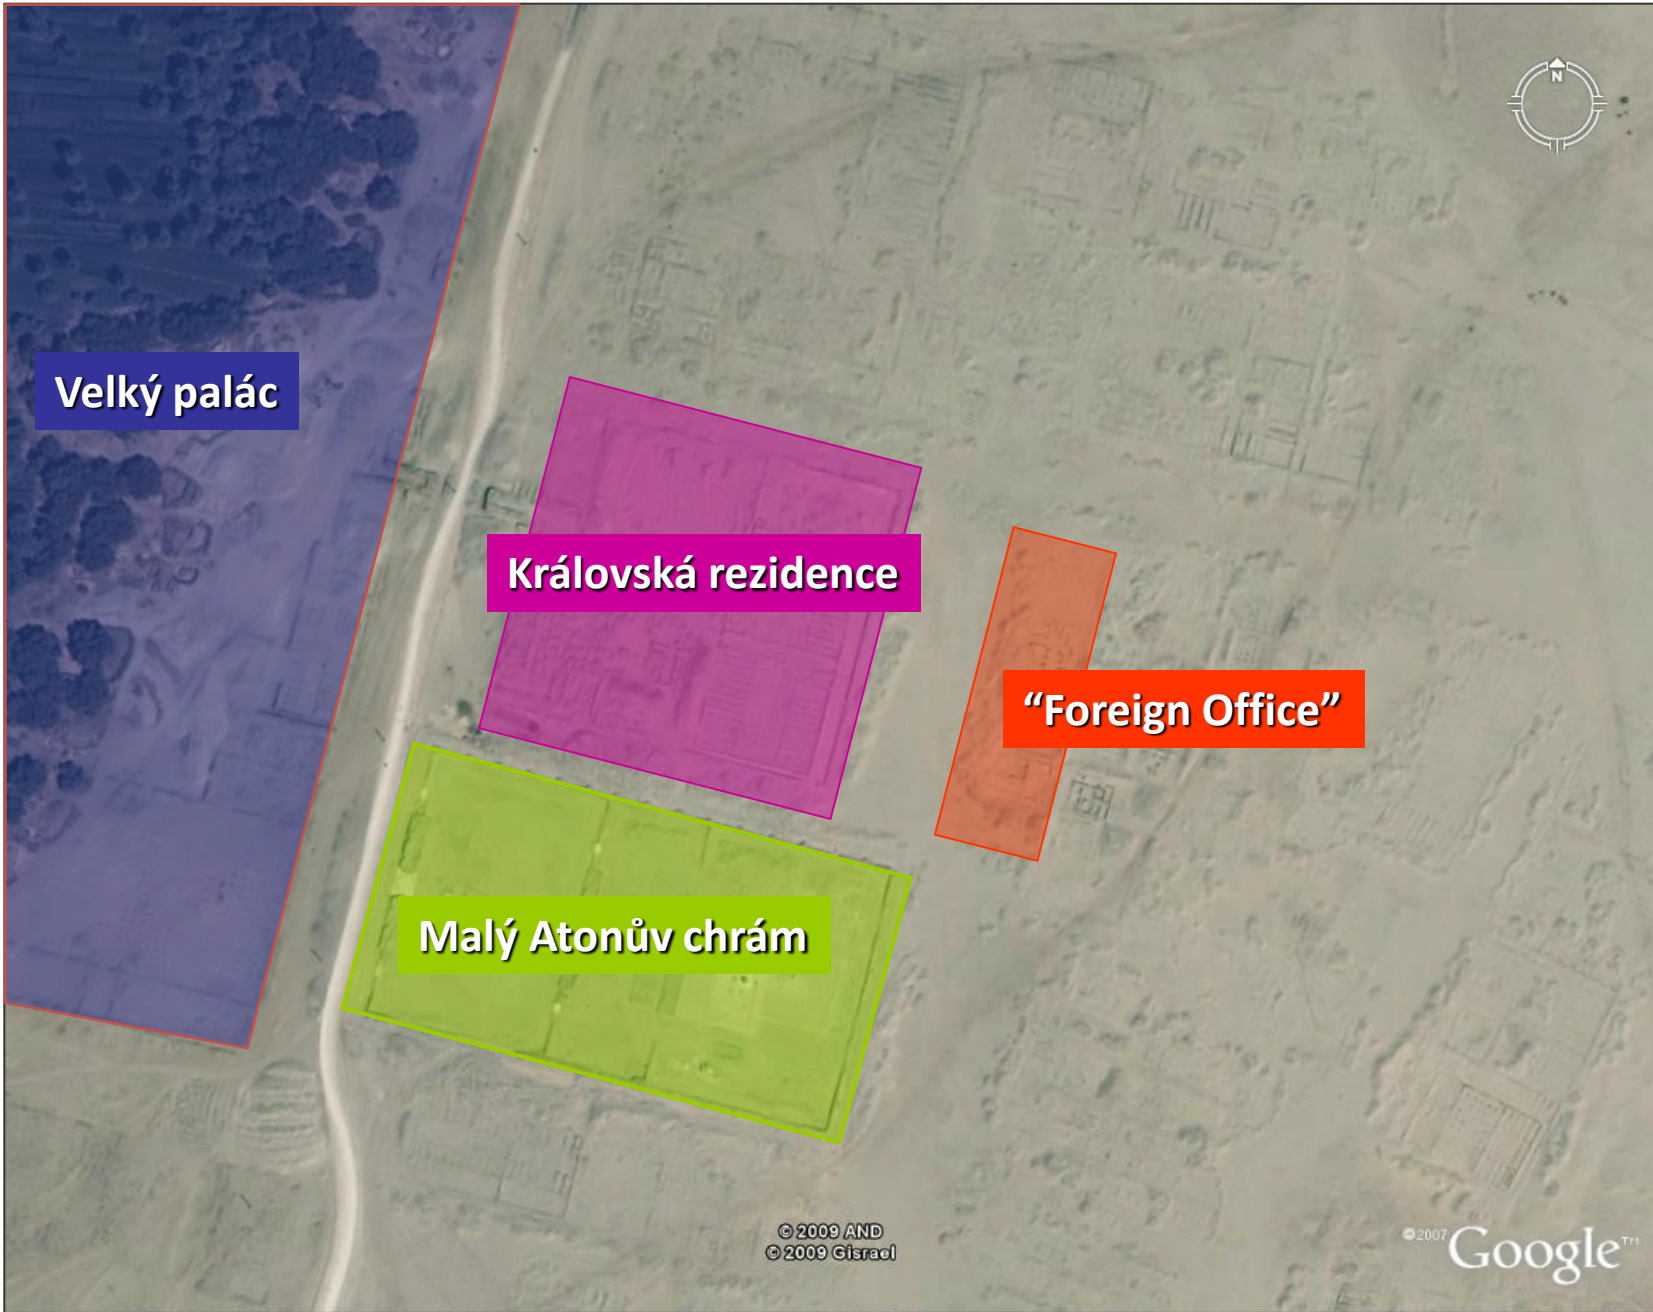 N
Velký palác
Královská rezidence
“Foreign Office”
Malý Atonův chrám
© 2009 AND
© 2009 Gisrael
©2007 Google™